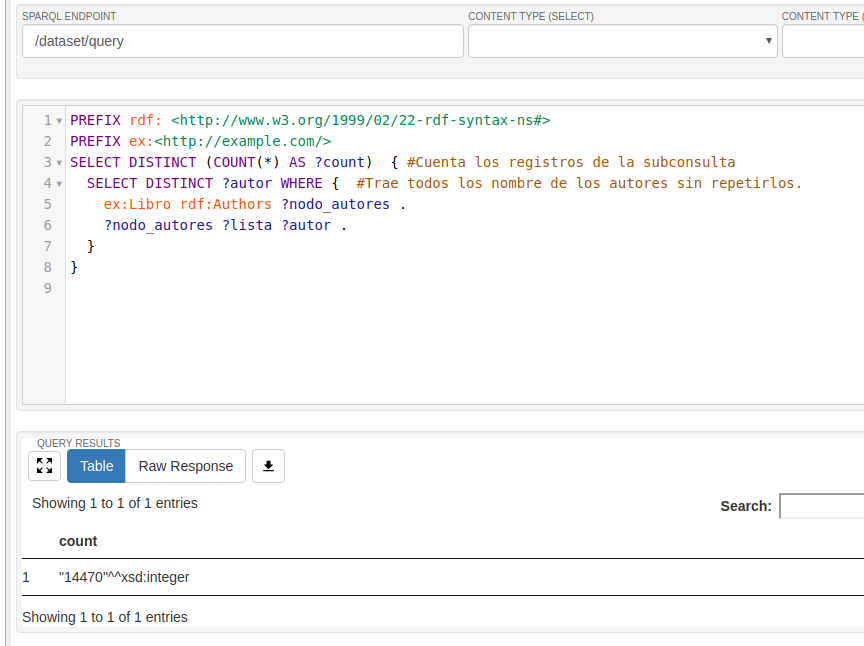 SPARQL ENDPOINT
CONTENT TYPE (SELECT)
CONTENT TYPE (
/dataset/query
1 PREFIX rdf: <http://www.w3.org/1999/02/22-rdf-syntax-ns#>
2 PREFIX ex:<http://example.com/>
3 SELECT DISTINCT (COUNT(*) AS ?count)  { #Cuenta los registros de la subconsulta
4   SELECT DISTINCT ?autor WHERE {  #Trae todos los nombre de los autores sin repetirlos.
5     ex:Libro rdf:Authors ?nodo_autores .
6     ?nodo_autores ?lista ?autor .
7   }
8 }
9
QUERY RESULTS
Table
Raw Response
Showing 1 to 1 of 1 entries
Search:
count
1 "14470"^^xsd:integer
Showing 1 to 1 of 1 entries